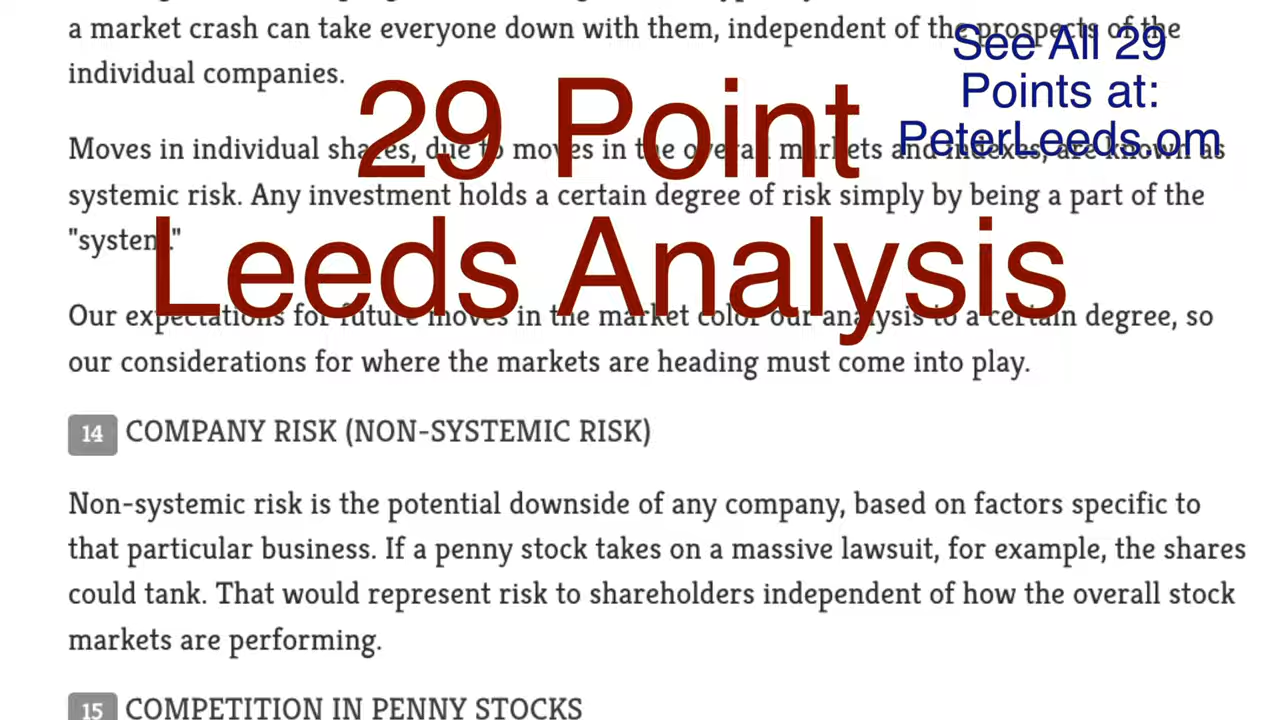 a market crash can take everyone down with them, independent of the prospects of the
individual companies.
See All 29
Points at:
PeterLeeds.om
29 Point
Leeds Analysis
Moves in individual shares, due to moves in the overall markets and indexes, are known as
systemic risk. Any investment holds a certain degree of risk simply by being a part of the
"system."
Our expectations for future moves in the market color our analysis to a certain degree, so
our considerations for where the markets are heading must come into play.
14 COMPANY RISK (NON-SYSTEMIC RISK)
Non-systemic risk is the potential downside of any company, based on factors specific to
that particular business. If a penny stock takes on a massive lawsuit, for example, the shares
could tank. That would represent risk to shareholders independent of how the overall stock
markets are performing.
15 COMPETITION IN PENNY STOCKS